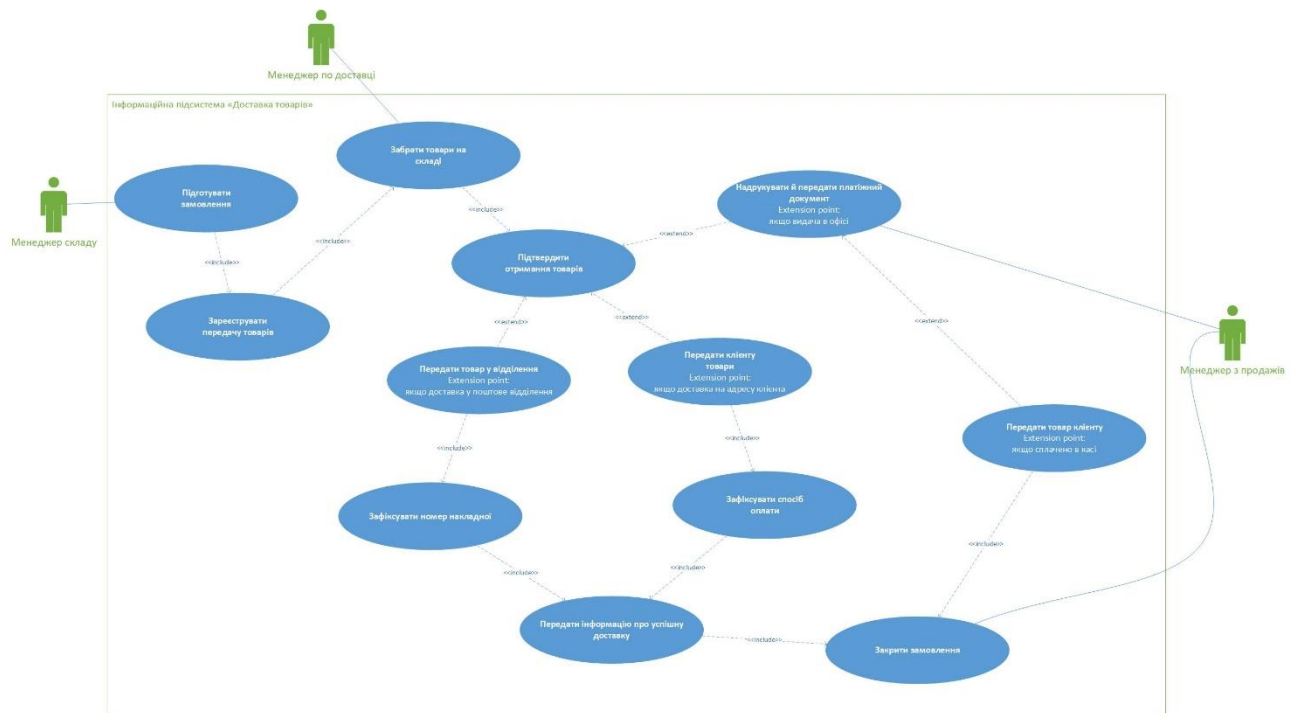 Менеджер по доставці
Інформаційна підсистема «Доставка товарів»
Забрати товари на
складі
Підготувати
замовлення
Надрукувати й передати платіжний
документ
Extension point:
якщо видача в офісі
Менеджер складу
<<include>>
<<include>>
<<extend>>
<<include>>
Підтвердити
отримання товарів
Зареєструвати
передачу товарів
<<extend>>
<<extend>>
<<extend>>
Передати товар у відділення
Extension point:
якщо доставка у поштове відділення
Передати клієнту
товари
Extension point:
якщо доставка на адресу клієнта
Менеджер з продажів
Передати товар клієнту
Extension point:
якщо сплачено в касі
<<include>>
<<include>>
Зафіксувати номер накладної
Зафіксувати спосіб
оплати
<<include>>
<<include>>
<<include>>
Передати інформацію про успішну
доставку
<<include>>
Закрити замовлення